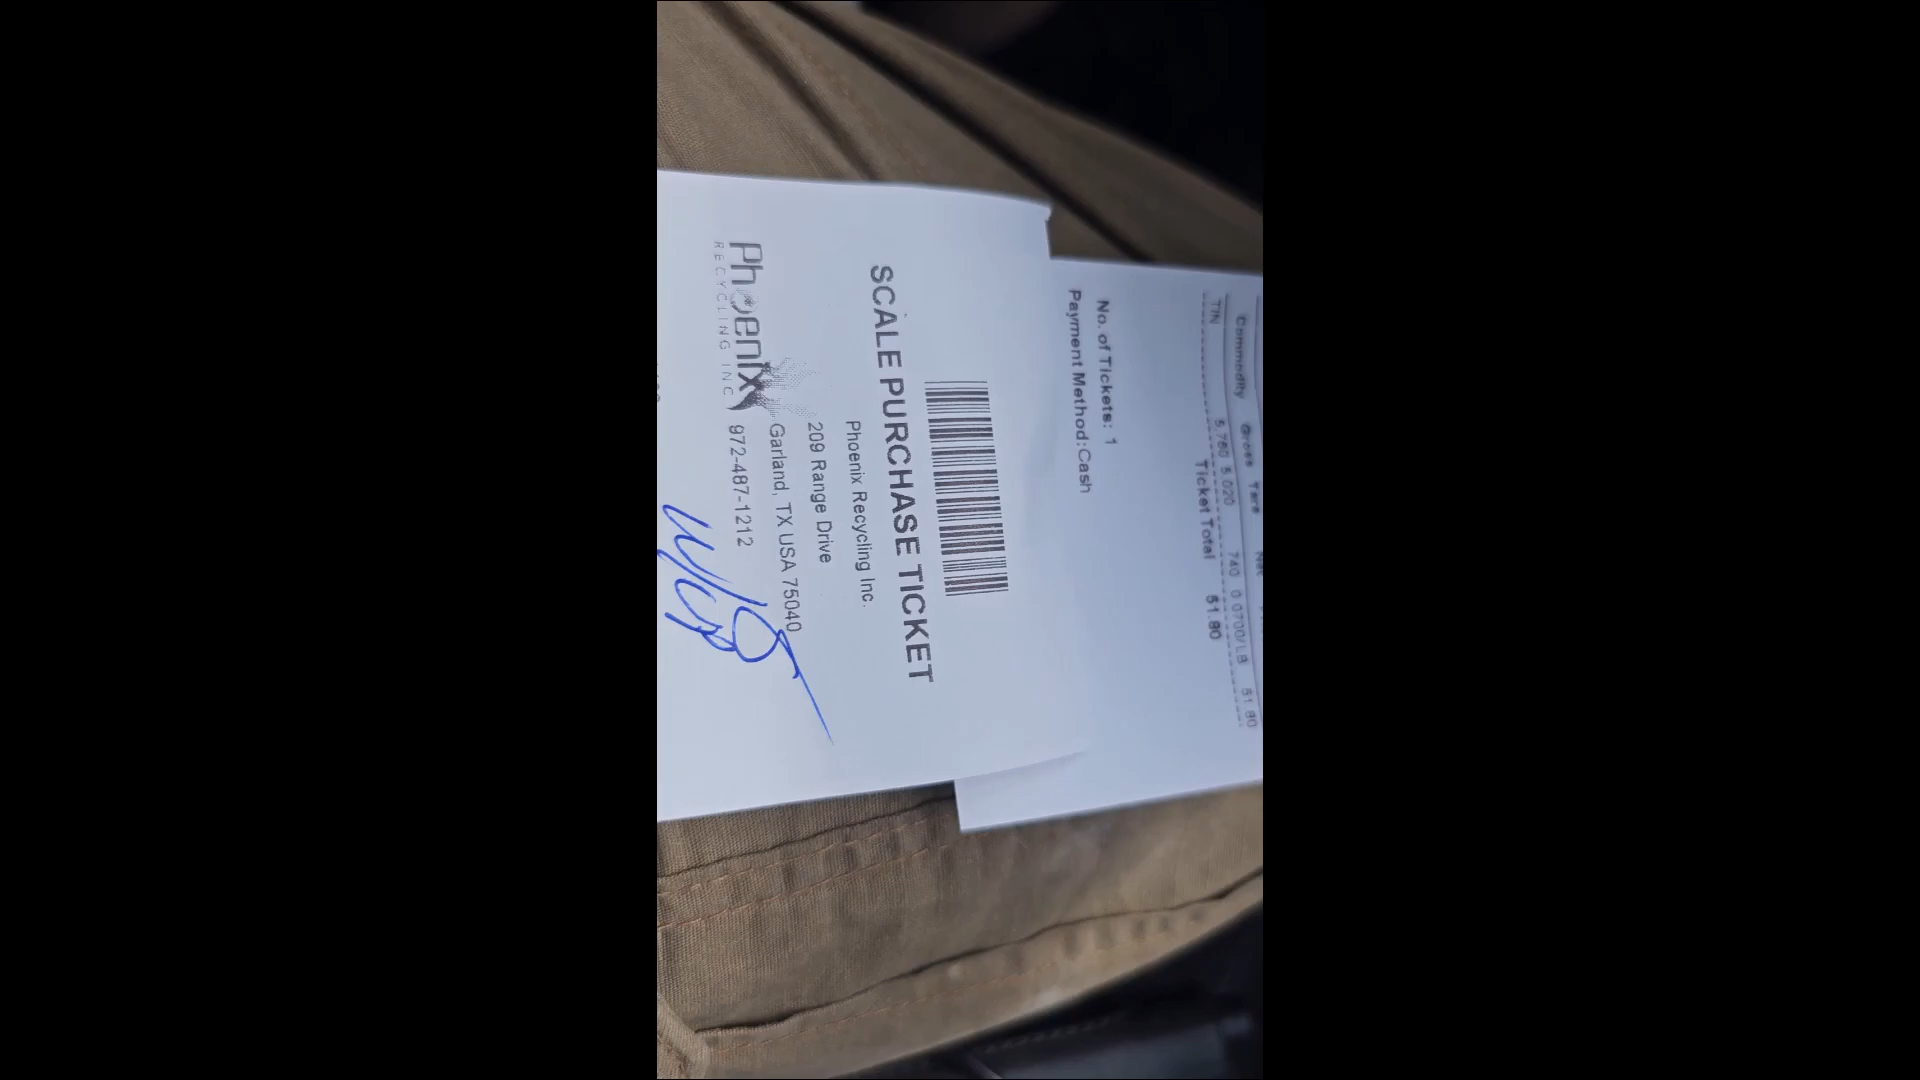 Commodity Gross Tare Net
TIN 5,760 5,020 740 0.0700/LB 51.80
Ticket Total 51.80
No. of Tickets: 1
Payment Method: Cash
SCALE PURCHASE TICKET
Phoenix Recycling Inc.
209 Range Drive
Garland, TX USA 75040
972-487-1212
Phoenix
RECYCLING INC